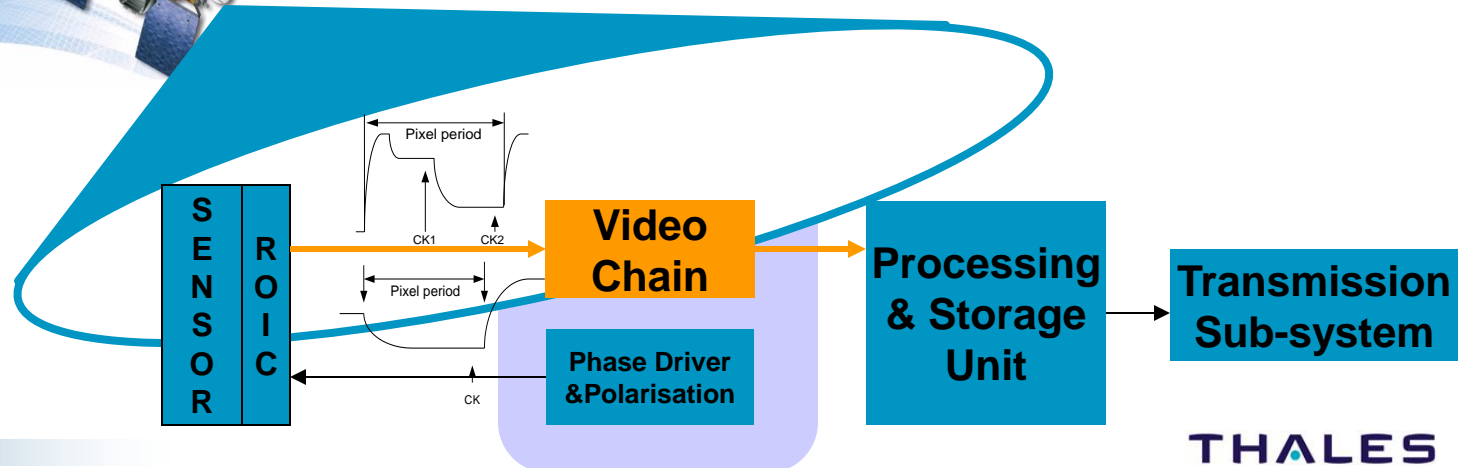 Pixel period
CK1
CK2
Pixel period
CK
S
E
N
S
O
R
R
O
I
C
Video
Chain
Phase Driver
&Polarisation
Processing
& Storage
Unit
Transmission
Sub-system
THALES